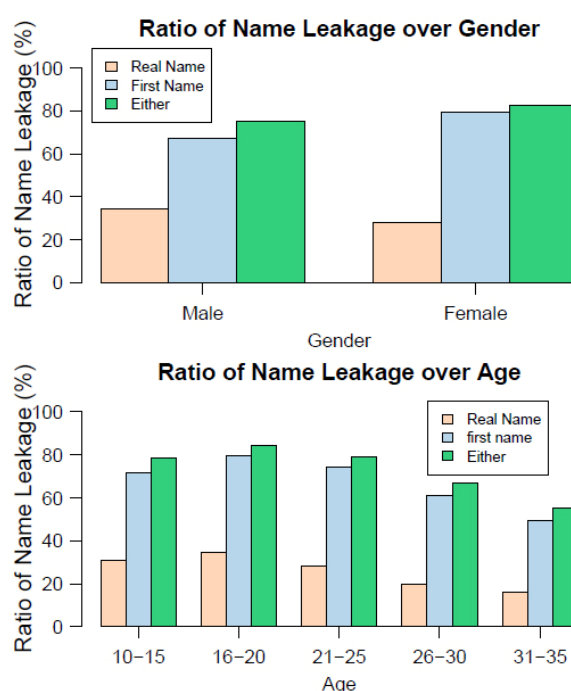 Ratio of Name Leakage over Gender
Ratio of Name Leakage (%)
100
80
60
40
20
0
Real Name
First Name
Either
Male Female
Gender
Ratio of Name Leakage over Age
Ratio of Name Leakage (%)
100
80
60
40
20
0
Real Name
first name
Either
10−15 16−20 21−25 26−30 31−35
Age